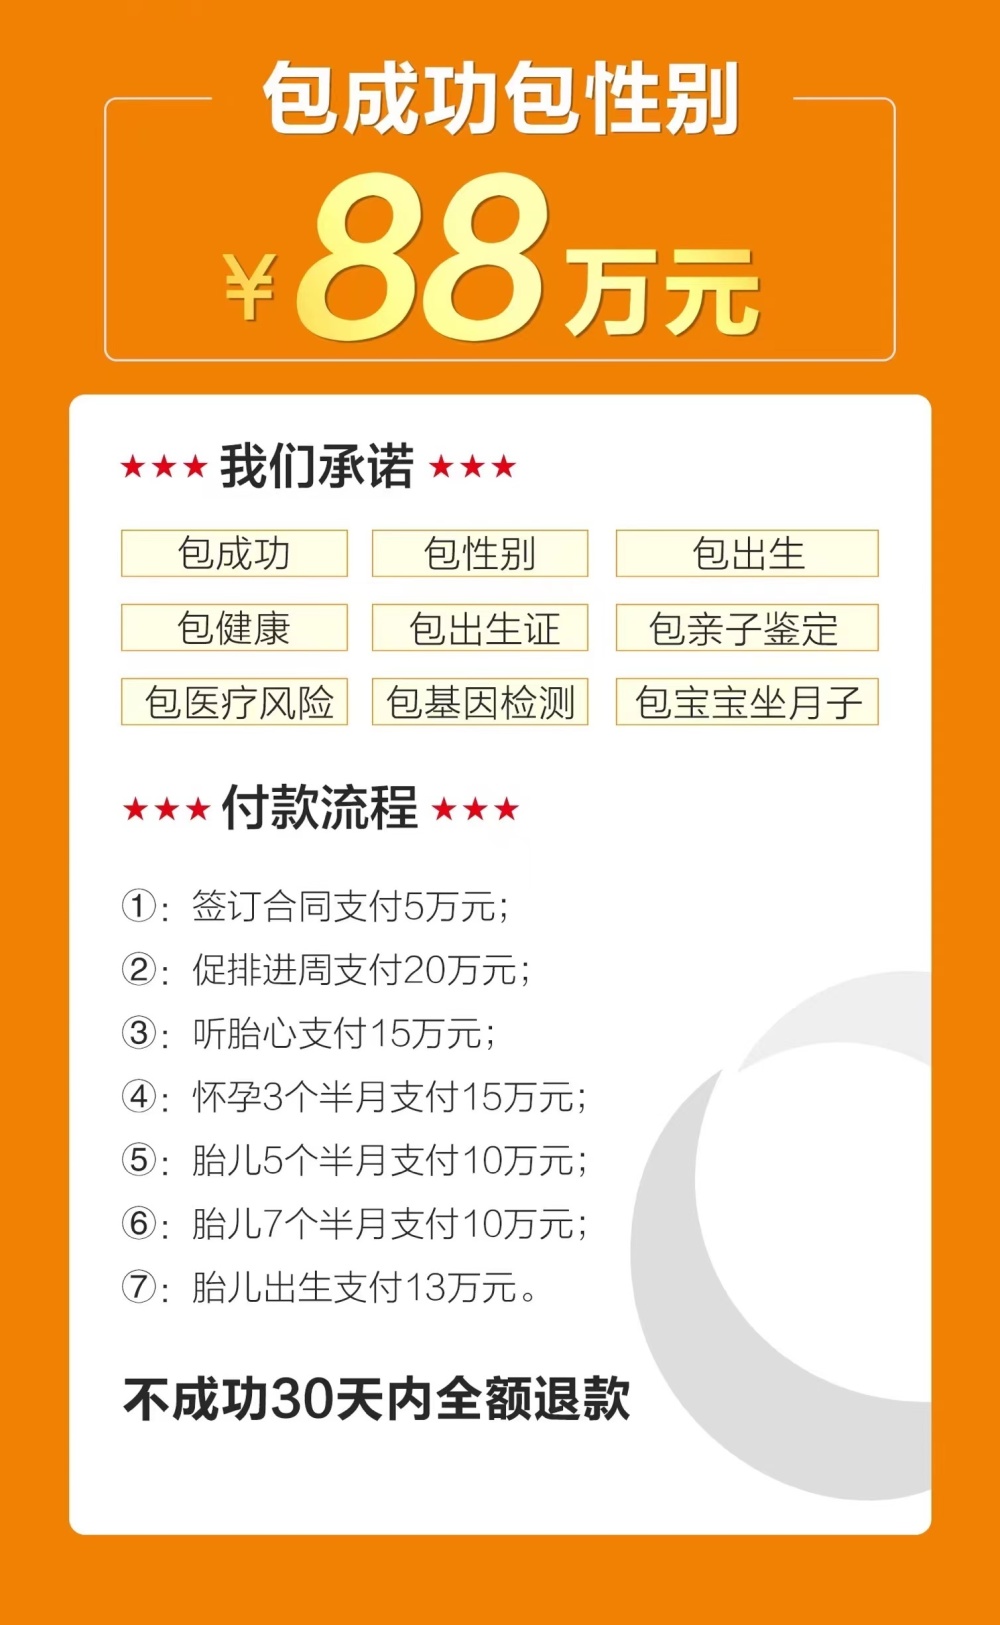 包成功包性别
¥88万元
★★★我们承诺★★★
包成功 包性别 包出生
包健康 包出生证 包亲子鉴定
包医疗风险 包基因检测 包宝宝坐月子
★★★付款流程★★★
①：签订合同支付5万元；
②：促排进周支付20万元；
③：听胎心支付15万元；
④：怀孕3个半月支付15万元；
⑤：胎儿5个半月支付10万元；
⑥：胎儿7个半月支付10万元；
⑦：胎儿出生支付13万元。
不成功30天内全额退款